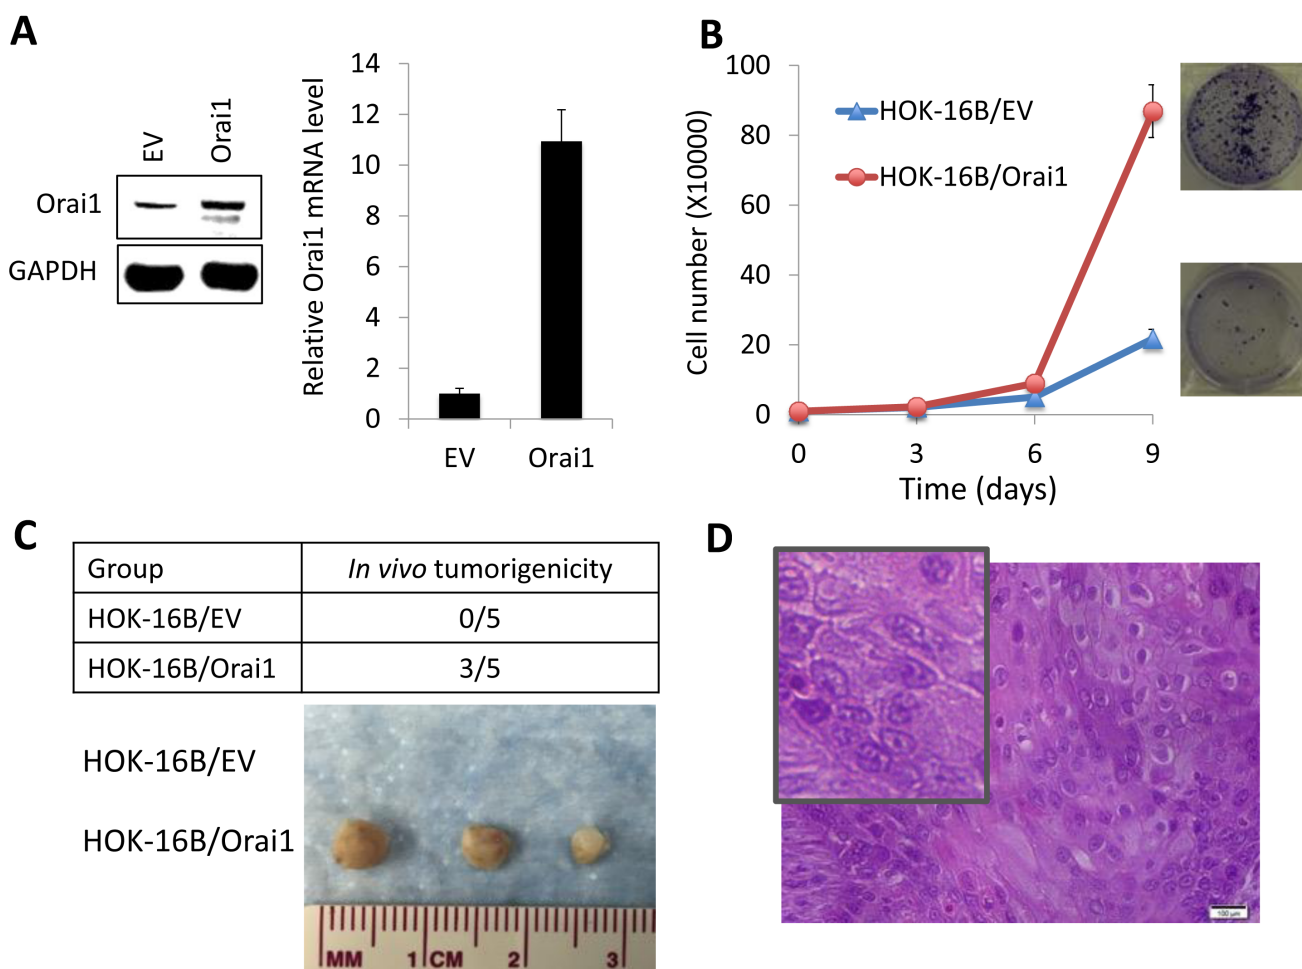 A
EV
Orai1
Orai1
GAPDH
Relative Orai1 mRNA level
14
12
10
8
6
4
2
0
EV
Orai1
B
Cell number (X10000)
100
80
60
40
20
0
HOK-16B/EV
HOK-16B/Orai1
0
3
6
9
Time (days)
C
Group In vivo tumorigenicity
HOK-16B/EV 0/5
HOK-16B/Orai1 3/5
HOK-16B/EV
HOK-16B/Orai1
MM 1 CM 2 3
D
100 µm